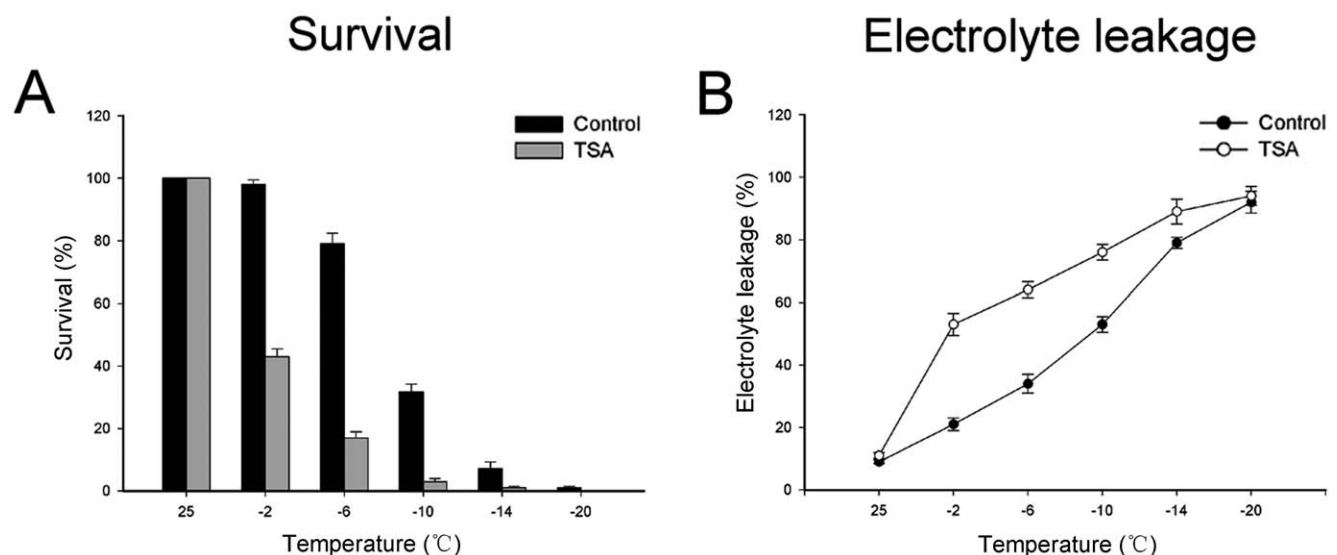 Survival
Electrolyte leakage
A
120
100
80
60
40
20
0
Survival (%)
Control
TSA
25 -2 -6 -10 -14 -20
Temperature (℃)
B
120
100
80
60
40
20
0
Electrolyte leakage (%)
Control
TSA
25 -2 -6 -10 -14 -20
Temperature (℃)